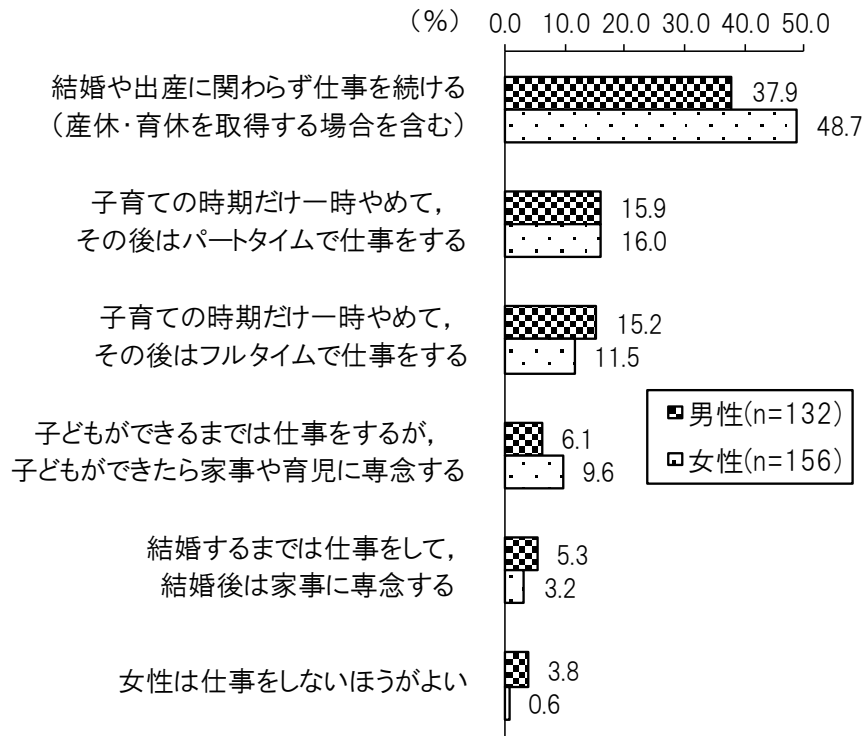 (%) 0.0 10.0 20.0 30.0 40.0 50.0
結婚や出産に関わらず仕事を続ける
（産休・育休を取得する場合を含む）
37.9
48.7
子育ての時期だけ一時やめて，
その後はパートタイムで仕事をする
15.9
16.0
子育ての時期だけ一時やめて，
その後はフルタイムで仕事をする
15.2
11.5
子どもができるまでは仕事をするが，
子どもができたら家事や育児に専念する
6.1
9.6
男性(n=132)
女性(n=156)
結婚するまでは仕事をして，
結婚後は家事に専念する
5.3
3.2
女性は仕事をしないほうがよい
3.8
0.6